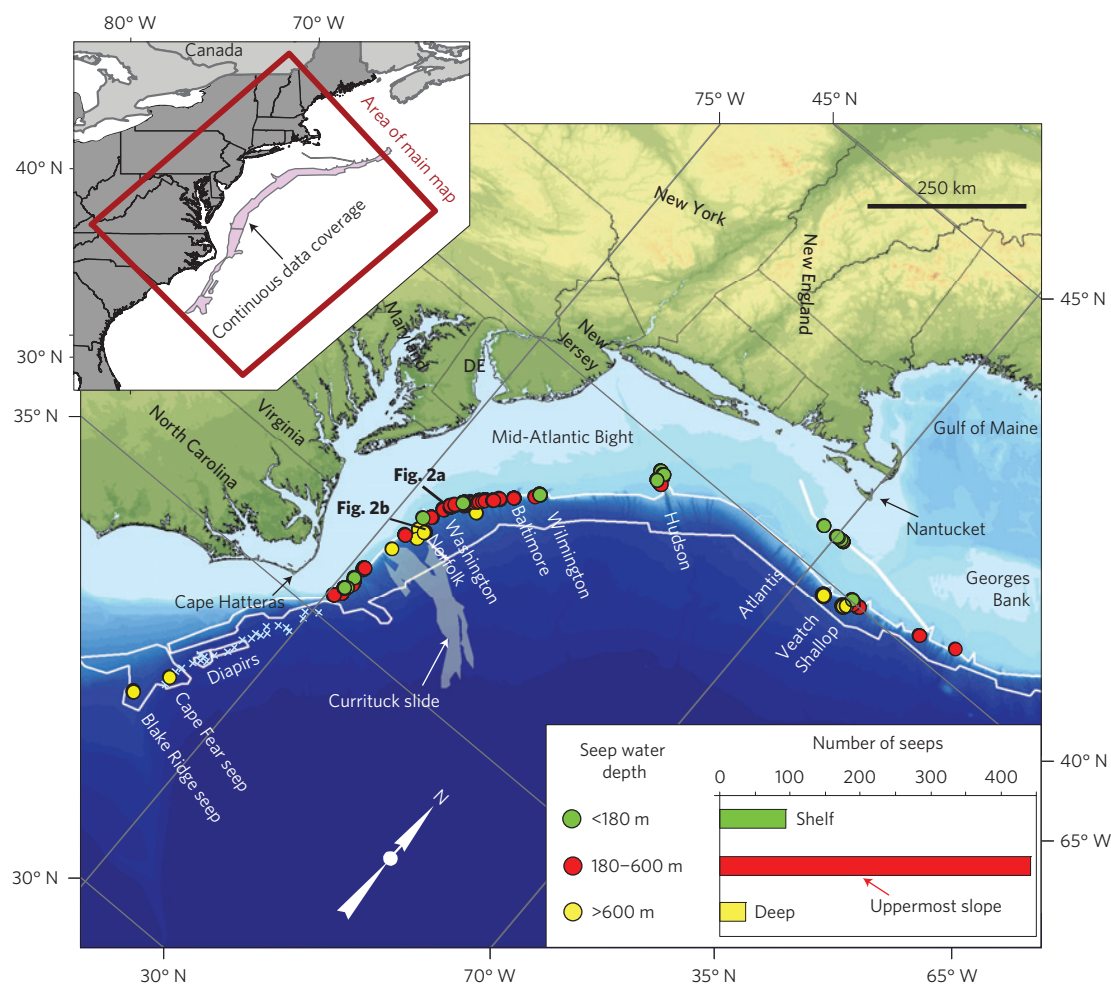 80° W
70° W
Canada
Area of main map
Continuous data coverage
40° N
30° N
75° W
45° N
250 km
New York
New England
45° N
Maryland
DE
New
Jersey
35° N
Virginia
North Carolina
Mid-Atlantic Bight
Gulf of Maine
Fig. 2a
Fig. 2b
Nantucket
Georges
Bank
Cape Hatteras
Norfolk
Washington
Baltimore
Wilmington
Hudson
Atlantis
Veatch
Shallop
Diapirs
Currituck slide
Cape Fear seep
Blake Ridge seep
N
Seep water
depth
<180 m
180–600 m
>600 m
Number of seeps
0 100 200 300 400
Shelf
Uppermost slope
Deep
40° N
65° W
30° N
30° N
70° W
35° N
65° W